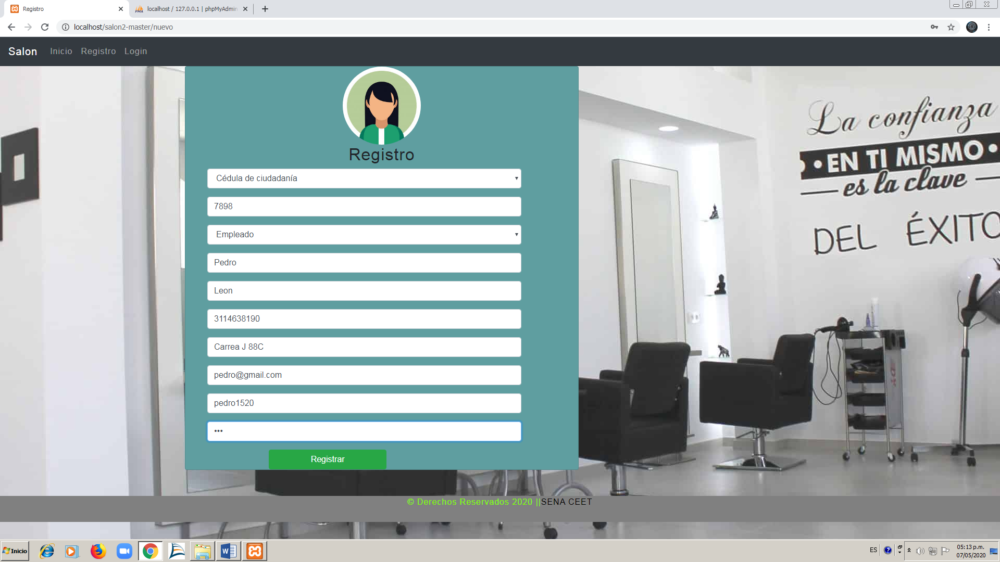 Registro
localhost / 127.0.0.1 | phpMyAdmin
localhost/salon2-master/nuevo
Salon Inicio Registro Login
Registro
Cédula de ciudadanía
7898
Empleado
Pedro
Leon
3114638190
Carrea J 88C
pedro@gmail.com
pedro1520
•••
Registrar
La confianza
EN TI MISMO
es la clave
DEL ÉXITO
© Derechos Reservados 2020 ||SENA CEET
Inicio
ES
05:13 p.m.
07/05/2020